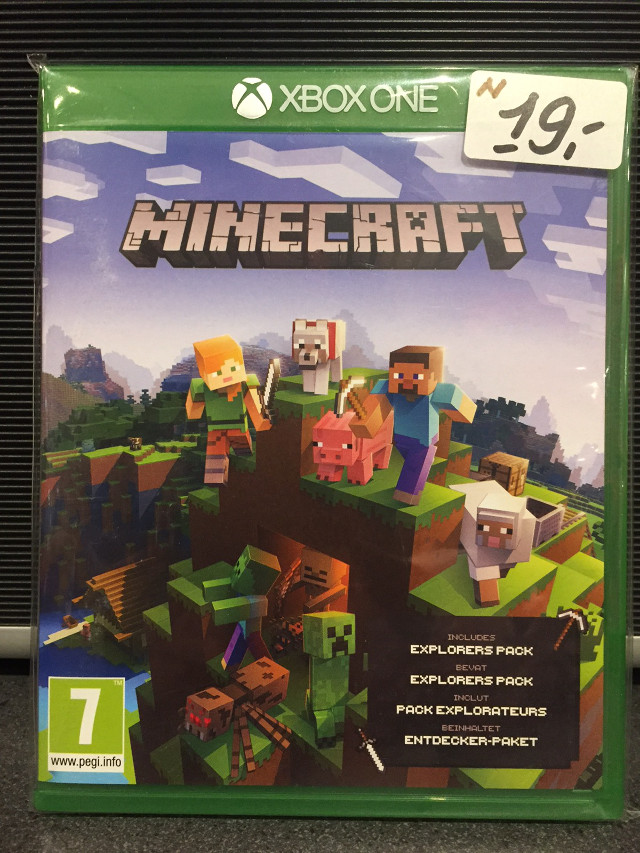 XBOX ONE
N
19,-
MINECRAFT
INCLUDES
EXPLORERS PACK
BEVAT
EXPLORERS PACK
INCLUT
PACK EXPLORATEURS
BEINHALTET
ENTDECKER-PAKET
7
TM
www.pegi.info